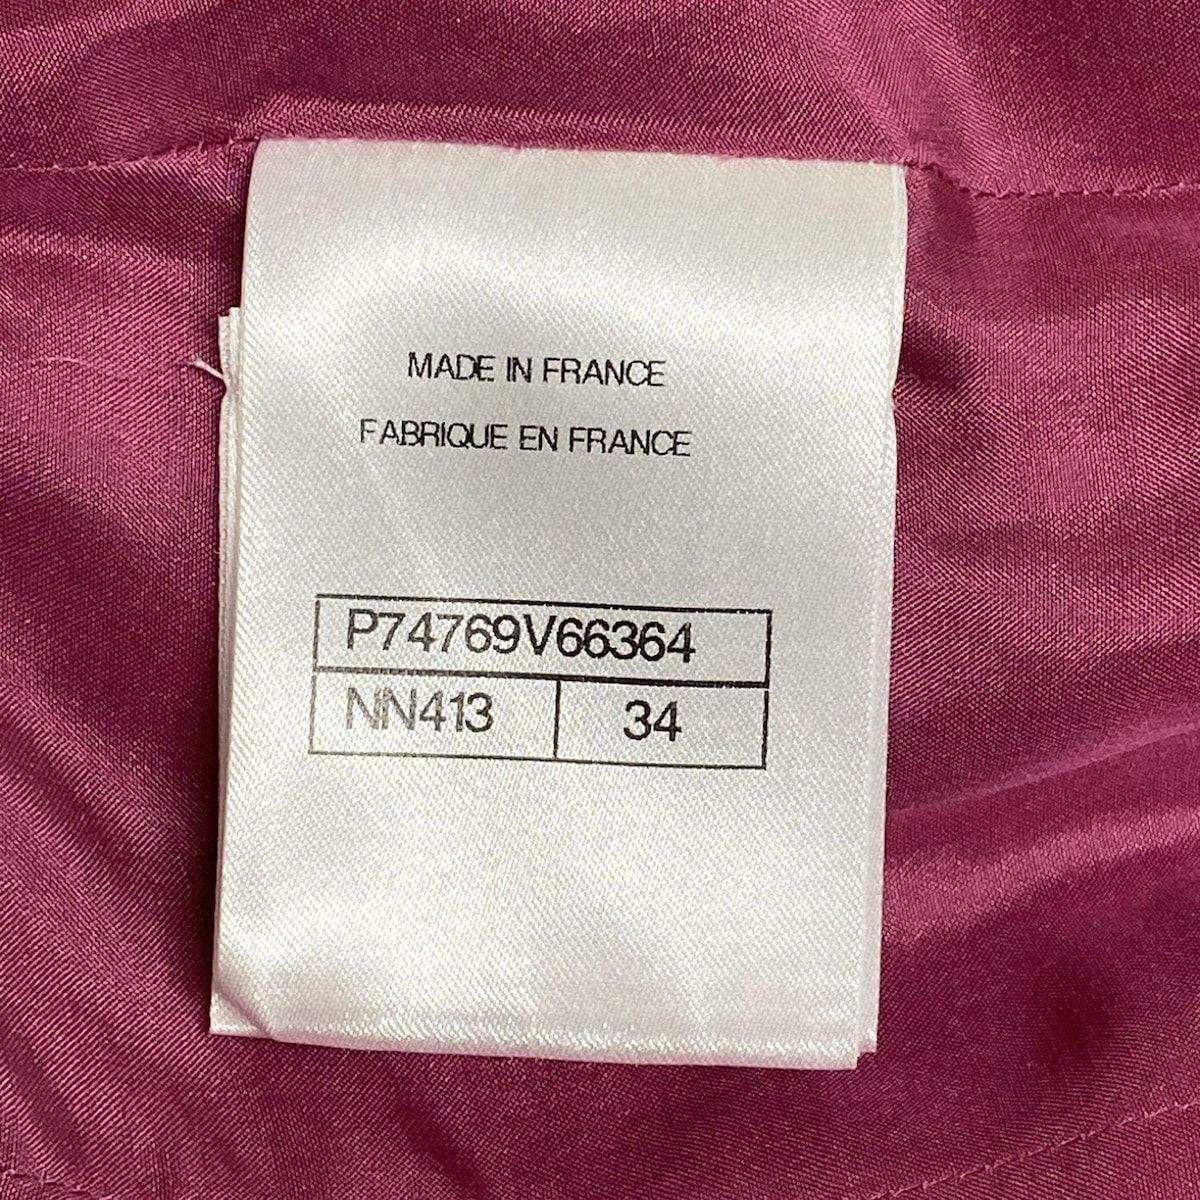 MADE IN FRANCE
FABRIQUE EN FRANCE
P74769V66364
NN413 34